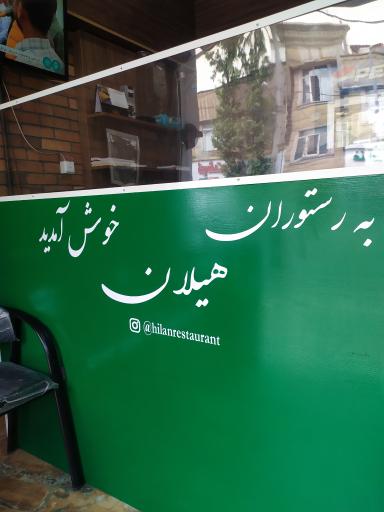 به رستوران خوش آمدید
هیلان
@hilanrestaurant